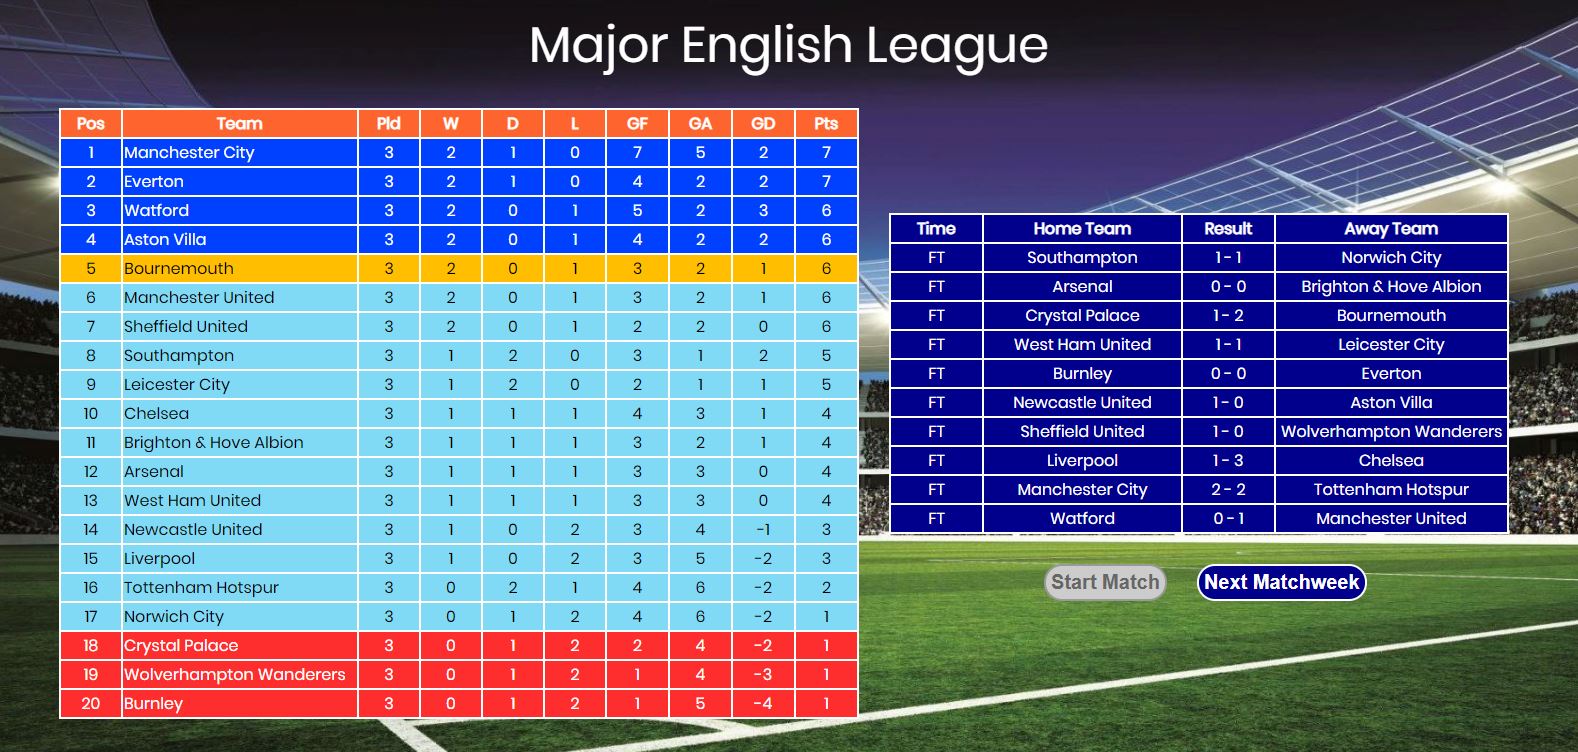 Major English League
Pos Team Pld W D L GF GA GD Pts
1 Manchester City 3 2 1 0 7 5 2 7
2 Everton 3 2 1 0 4 2 2 7
3 Watford 3 2 0 1 5 2 3 6
4 Aston Villa 3 2 0 1 4 2 2 6
5 Bournemouth 3 2 0 1 3 2 1 6
6 Manchester United 3 2 0 1 3 2 1 6
7 Sheffield United 3 2 0 1 2 2 0 6
8 Southampton 3 1 2 0 3 1 2 5
9 Leicester City 3 1 2 0 2 1 1 5
10 Chelsea 3 1 1 1 4 3 1 4
11 Brighton & Hove Albion 3 1 1 1 3 2 1 4
12 Arsenal 3 1 1 1 3 3 0 4
13 West Ham United 3 1 1 1 3 3 0 4
14 Newcastle United 3 1 0 2 3 4 -1 3
15 Liverpool 3 1 0 2 3 5 -2 3
16 Tottenham Hotspur 3 0 2 1 4 6 -2 2
17 Norwich City 3 0 1 2 4 6 -2 1
18 Crystal Palace 3 0 1 2 2 4 -2 1
19 Wolverhampton Wanderers 3 0 1 2 1 4 -3 1
20 Burnley 3 0 1 2 1 5 -4 1
Time Home Team Result Away Team
FT Southampton 1 - 1 Norwich City
FT Arsenal 0 - 0 Brighton & Hove Albion
FT Crystal Palace 1 - 2 Bournemouth
FT West Ham United 1 - 1 Leicester City
FT Burnley 0 - 0 Everton
FT Newcastle United 1 - 0 Aston Villa
FT Sheffield United 1 - 0 Wolverhampton Wanderers
FT Liverpool 1 - 3 Chelsea
FT Manchester City 2 - 2 Tottenham Hotspur
FT Watford 0 - 1 Manchester United
Start Match Next Matchweek